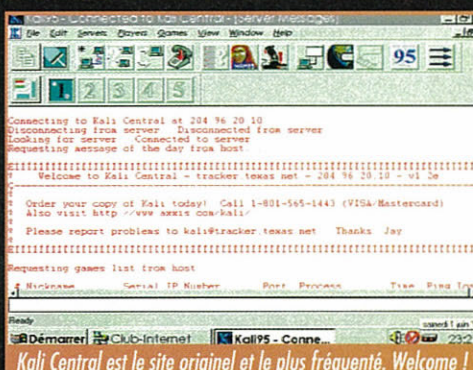 Kali95 - Connected to Kali Central - [Server Messages]
File Edit Servers Players Games View Window Help
95
1 2 3 4 5
Connecting to Kali Central at 204 96 20 10
Disconnecting from server Disconnected from server
Looking for server Connected to server
Requesting message of the day from host
Welcome to Kali Central - tracker texas net - 204 96 20.10 - v1 2e
Order your copy of Kali today! Call 1-801-565-1443 (VISA/Mastercard)
Also visit http //www axxis com/kali/
Please report problems to kali@tracker.texas net Thanks Jay
Requesting games list from host
# Nickname Serial IP Number Port Process Time Ping
Ready
samedi 1 juin
Démarrer Club-Internet Kali95 - Conne...
Kali Central est le site originel et le plus fréquenté. Welcome !